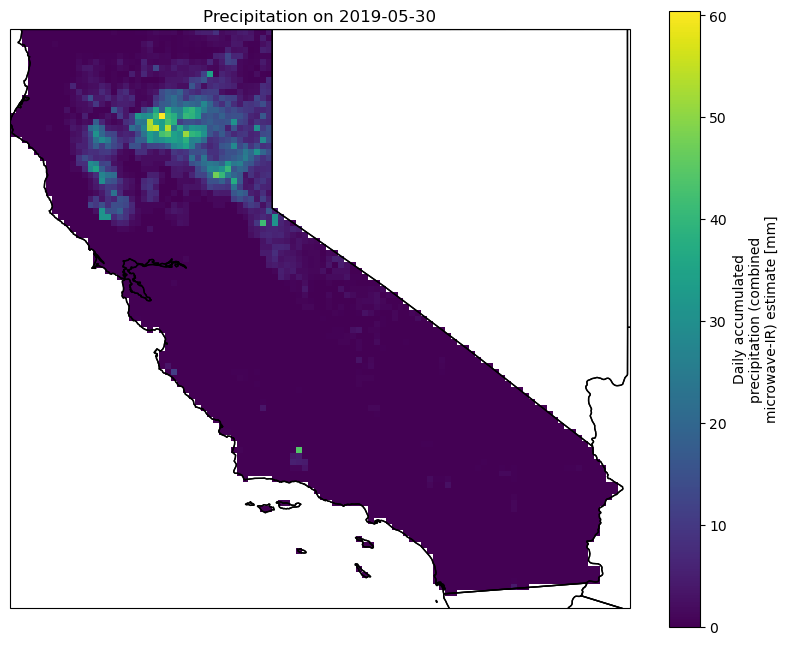 Precipitation on 2019-05-30
60
50
40
30
20
10
0
Daily accumulated
precipitation (combined
microwave-IR) estimate [mm]